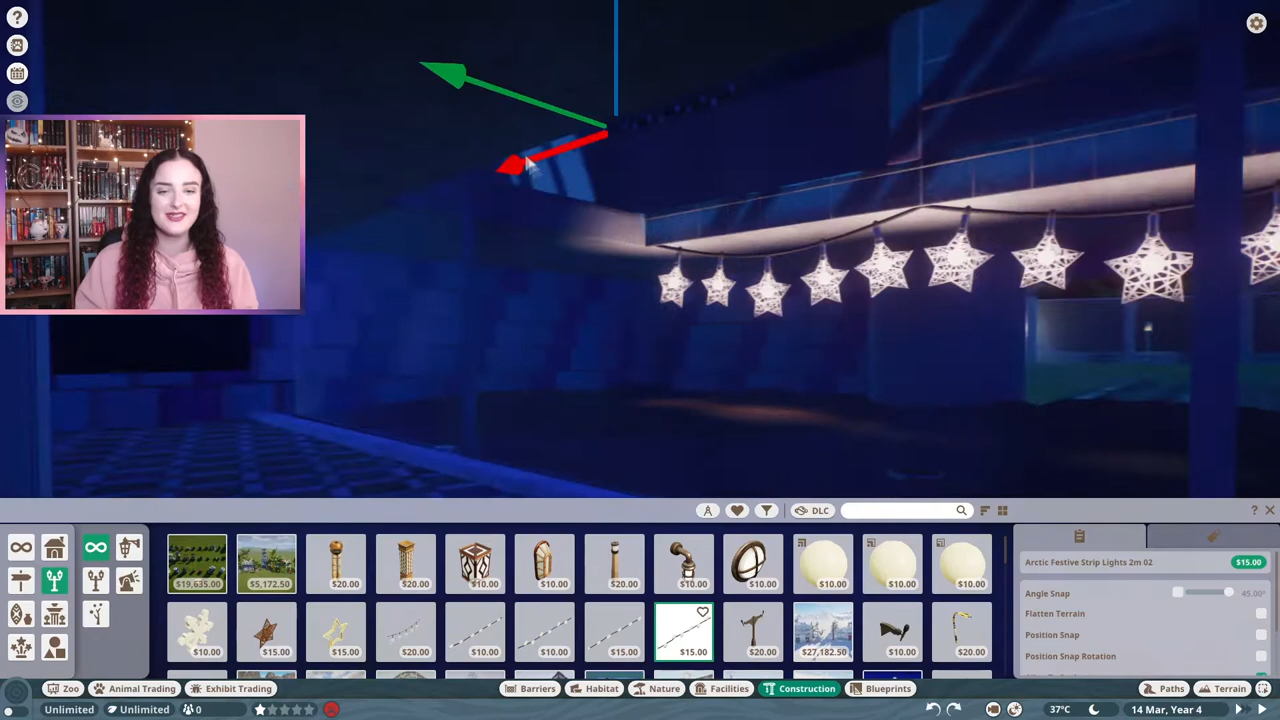 DLC
$19,635.00
$5,172.50
$20.00
$20.00
$10.00
$10.00
$20.00
$10.00
$10.00
$10.00
$10.00
$10.00
$10.00
$15.00
$15.00
$20.00
$10.00
$10.00
$15.00
$15.00
$20.00
$27,182.50
$10.00
$20.00
Arctic Festive Strip Lights 2m 02
$15.00
Angle Snap
45.00°
Flatten Terrain
Position Snap
Position Snap Rotation
Zoo
Animal Trading
Exhibit Trading
Barriers
Habitat
Nature
Facilities
Construction
Blueprints
Paths
Terrain
Unlimited
Unlimited
0
37°C
14 Mar, Year 4